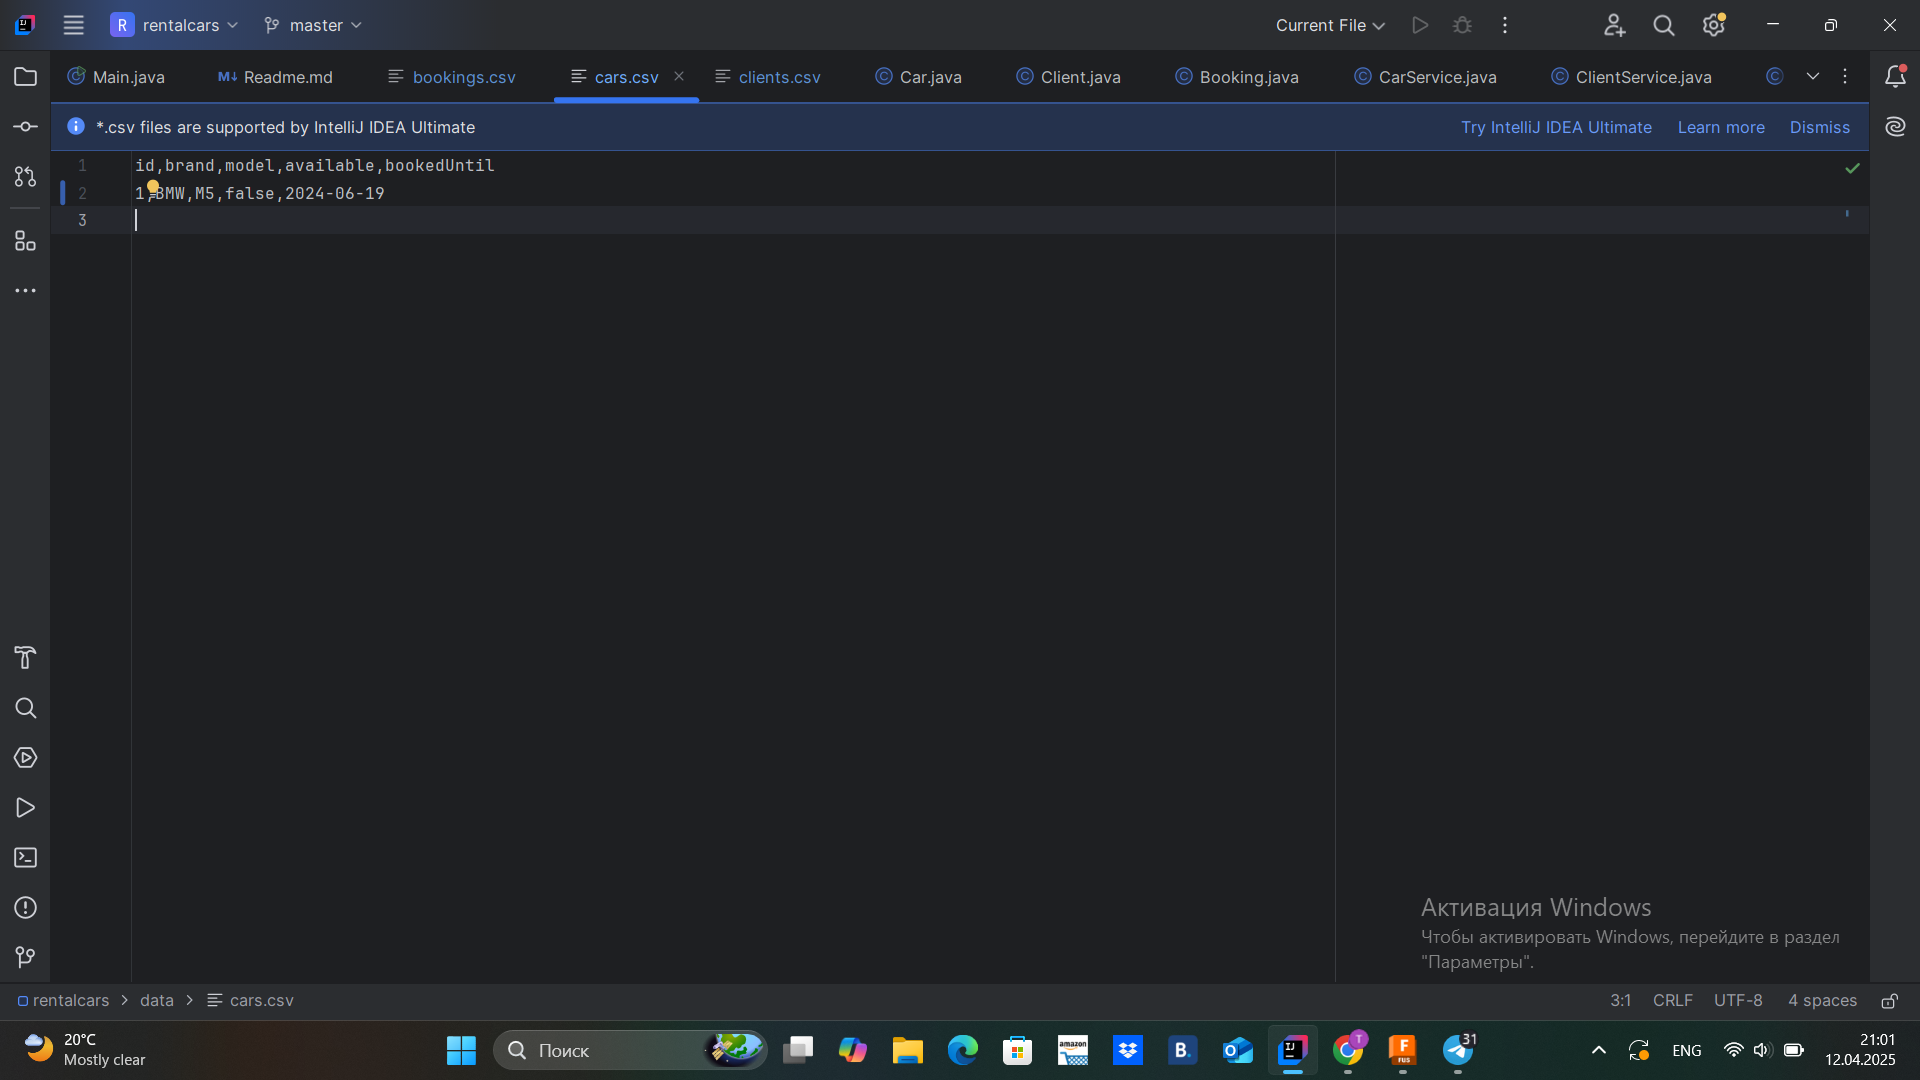 R rentalcars master Current File
Main.java Readme.md bookings.csv cars.csv clients.csv Car.java Client.java Booking.java CarService.java ClientService.java
*.csv files are supported by IntelliJ IDEA Ultimate Try IntelliJ IDEA Ultimate Learn more Dismiss
1 id,brand,model,available,bookedUntil
2 1,BMW,M5,false,2024-06-19
3
Активация Windows
Чтобы активировать Windows, перейдите в раздел
"Параметры".
rentalcars data cars.csv 3:1 CRLF UTF-8 4 spaces
20°C
Mostly clear
Поиск
amazon
B.
F
FUS
T
31
ENG
21:01
12.04.2025